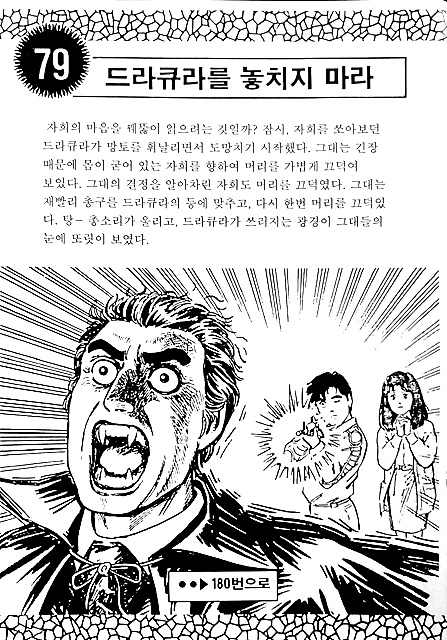 79
드라큐라를 놓치지 마라
자희의 마음을 꿰뚫어 읽으려는 것일까? 잠시, 자희를 쏘아보던
드라큐라가 망토를 휘날리면서 도망치기 시작했다. 그대는 긴장
때문에 몸이 굳어 있는 자희를 향하여 머리를 가볍게 끄덕여
보였다. 그대의 결정을 알아차린 자희도 머리를 끄덕였다. 그대는
재빨리 총구를 드라큐라의 등에 맞추고, 다시 한번 머리를 끄덕였
다. 탕— 총소리가 울리고, 드라큐라가 쓰러지는 광경이 그대들의
눈에 또렷이 보였다.
●●▶180번으로